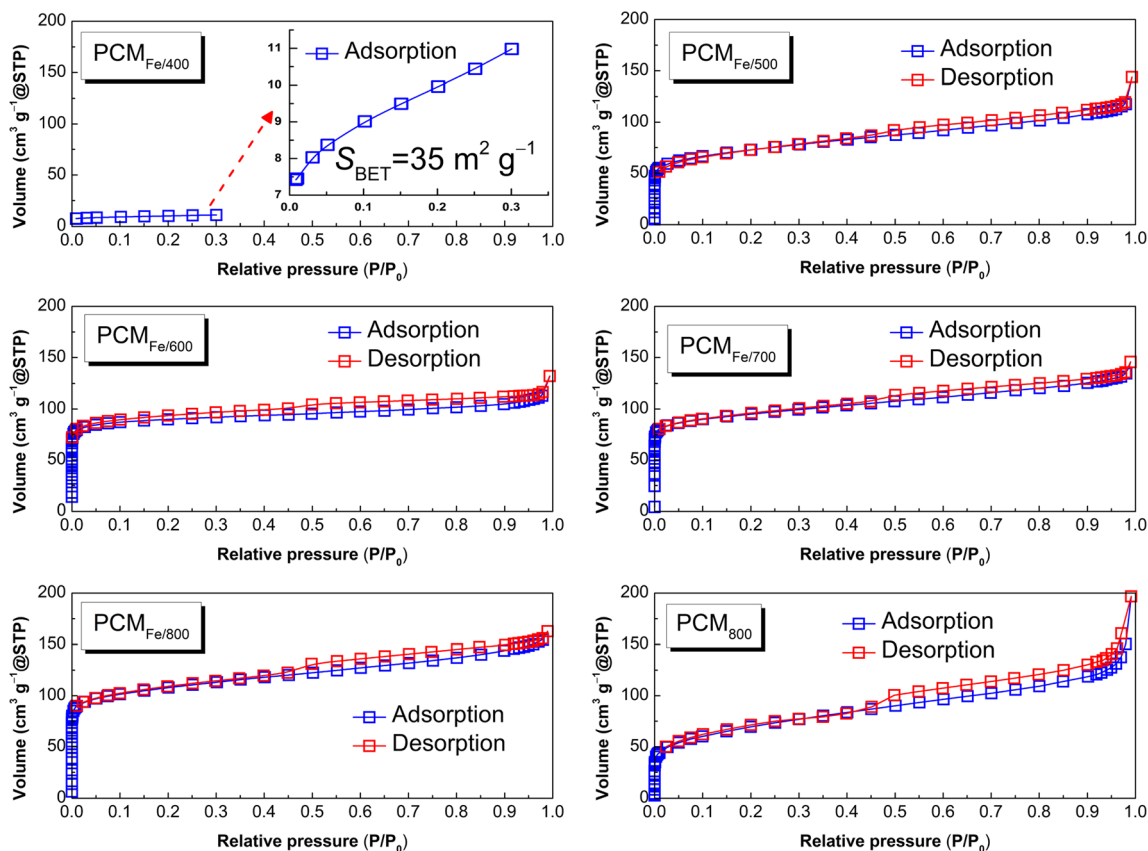 PCM Fe/400
Volume (cm³ g⁻¹@STP)
200
150
100
50
0
0.0 0.1 0.2 0.3 0.4 0.5 0.6 0.7 0.8 0.9 1.0
Relative pressure (P/P₀)
Adsorption
S_BET=35 m² g⁻¹
11
10
9
8
7
0.0 0.1 0.2 0.3
PCM Fe/500
Adsorption
Desorption
Volume (cm³ g⁻¹@STP)
200
150
100
50
0
0.0 0.1 0.2 0.3 0.4 0.5 0.6 0.7 0.8 0.9 1.0
Relative pressure (P/P₀)
PCM Fe/600
Adsorption
Desorption
Volume (cm³ g⁻¹@STP)
200
150
100
50
0
0.0 0.1 0.2 0.3 0.4 0.5 0.6 0.7 0.8 0.9 1.0
Relative pressure (P/P₀)
PCM Fe/700
Adsorption
Desorption
Volume (cm³ g⁻¹@STP)
200
150
100
50
0
0.0 0.1 0.2 0.3 0.4 0.5 0.6 0.7 0.8 0.9 1.0
Relative pressure (P/P₀)
PCM Fe/800
Adsorption
Desorption
Volume (cm³ g⁻¹@STP)
200
150
100
50
0
0.0 0.1 0.2 0.3 0.4 0.5 0.6 0.7 0.8 0.9 1.0
Relative pressure (P/P₀)
PCM₈₀₀
Adsorption
Desorption
Volume (cm³ g⁻¹@STP)
200
150
100
50
0
0.0 0.1 0.2 0.3 0.4 0.5 0.6 0.7 0.8 0.9 1.0
Relative pressure (P/P₀)